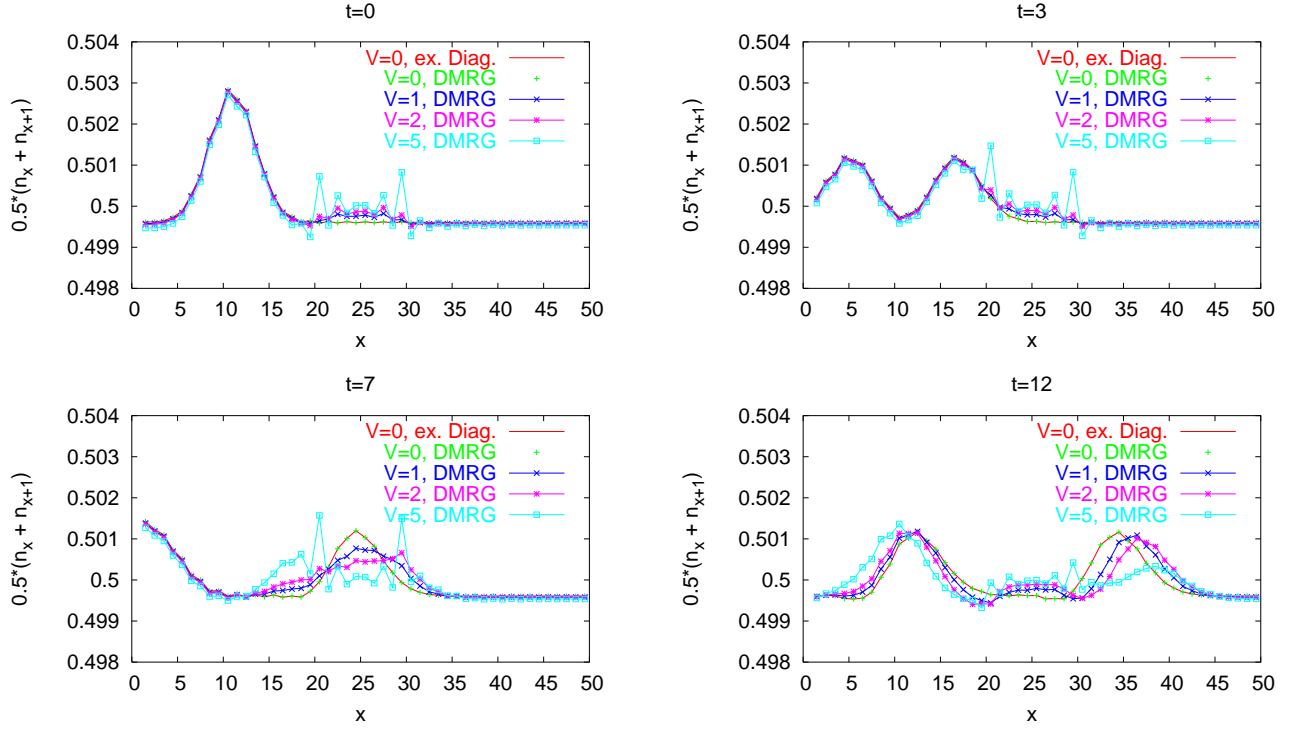 t=0
0.504
0.503
0.502
0.501
0.5
0.499
0.498
0.5*(n_x + n_{x+1})
V=0, ex. Diag.
V=0, DMRG
V=1, DMRG
V=2, DMRG
V=5, DMRG
0 5 10 15 20 25 30 35 40 45 50
x
t=3
0.504
0.503
0.502
0.501
0.5
0.499
0.498
0.5*(n_x + n_{x+1})
V=0, ex. Diag.
V=0, DMRG
V=1, DMRG
V=2, DMRG
V=5, DMRG
0 5 10 15 20 25 30 35 40 45 50
x
t=7
0.504
0.503
0.502
0.501
0.5
0.499
0.498
0.5*(n_x + n_{x+1})
V=0, ex. Diag.
V=0, DMRG
V=1, DMRG
V=2, DMRG
V=5, DMRG
0 5 10 15 20 25 30 35 40 45 50
x
t=12
0.504
0.503
0.502
0.501
0.5
0.499
0.498
0.5*(n_x + n_{x+1})
V=0, ex. Diag.
V=0, DMRG
V=1, DMRG
V=2, DMRG
V=5, DMRG
0 5 10 15 20 25 30 35 40 45 50
x